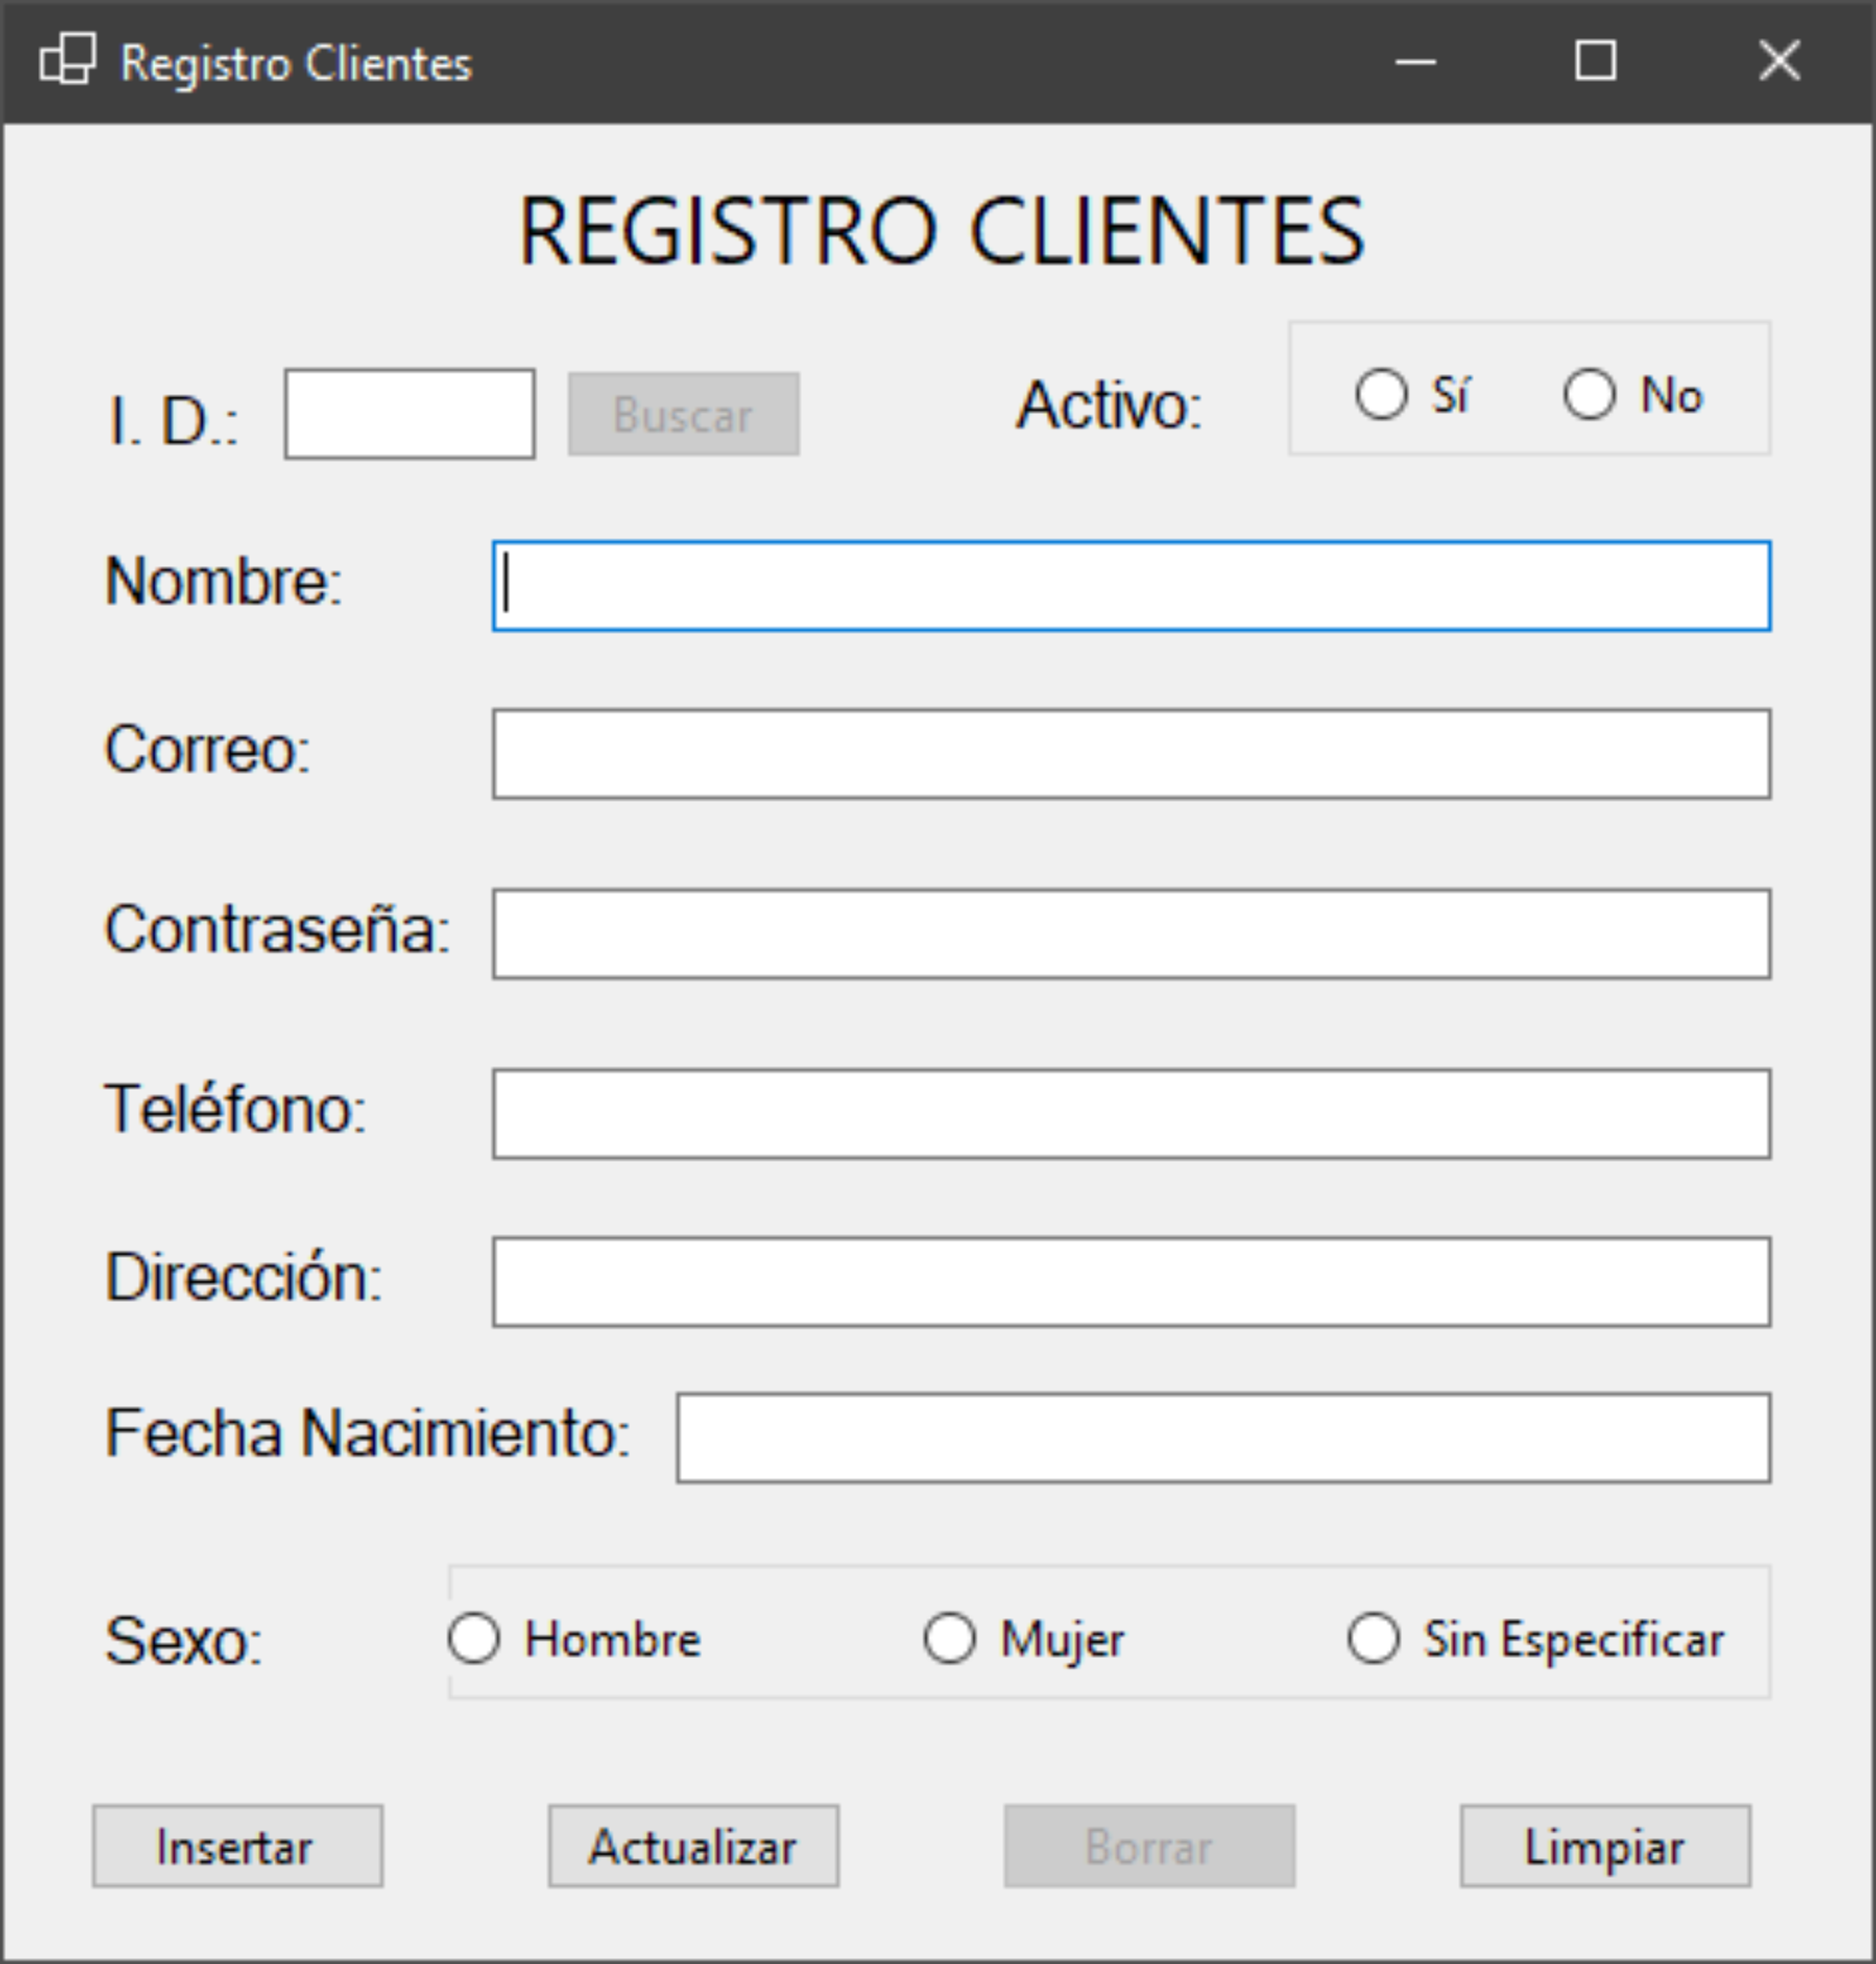 Registro Clientes
REGISTRO CLIENTES
I. D.: Buscar Activo: Sí No
Nombre:
Correo:
Contraseña:
Teléfono:
Dirección:
Fecha Nacimiento:
Sexo: Hombre Mujer Sin Especificar
Insertar Actualizar Borrar Limpiar